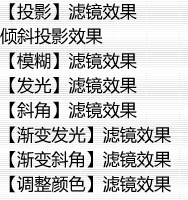 【投影】滤镜效果
倾斜投影效果
【模糊】滤镜效果
【发光】滤镜效果
【斜角】滤镜效果
【渐变发光】滤镜效果
【渐变斜角】滤镜效果
【调整颜色】滤镜效果